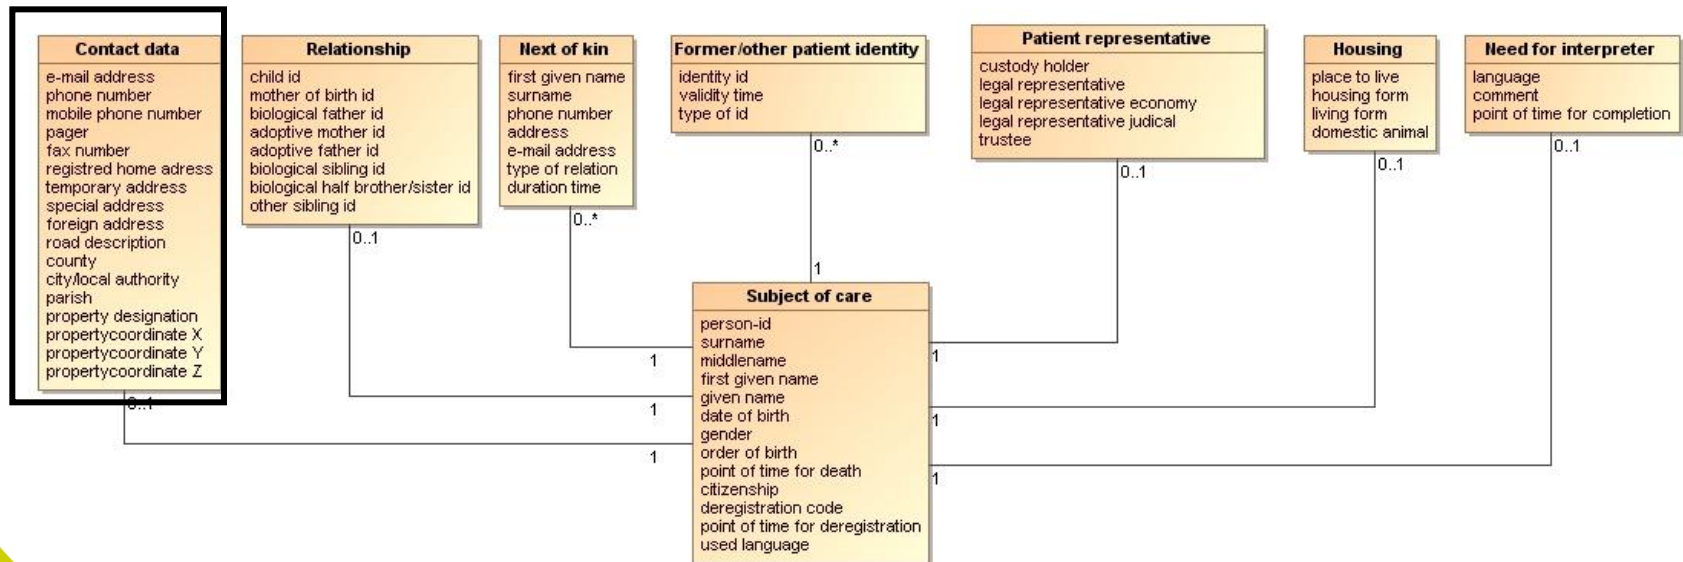 Contact data
e-mail address
phone number
mobile phone number
pager
fax number
registred home adress
temporary address
special address
foreign address
road description
county
city/local authority
parish
property designation
propertycoordinate X
propertycoordinate Y
propertycoordinate Z
0..1
1
Relationship
child id
mother of birth id
biological father id
adoptive mother id
adoptive father id
biological sibling id
biological half brother/sister id
other sibling id
0..1
1
Next of kin
first given name
surname
phone number
address
e-mail address
type of relation
duration time
0..*
1
Former/other patient identity
identity id
validity time
type of id
0..*
1
Patient representative
custody holder
legal representative
legal representative economy
legal representative judical
trustee
0..1
1
Housing
place to live
housing form
living form
domestic animal
0..1
1
Need for interpreter
language
comment
point of time for completion
0..1
1
Subject of care
person-id
surname
middlename
first given name
given name
date of birth
gender
order of birth
point of time for death
citizenship
deregistration code
point of time for deregistration
used language